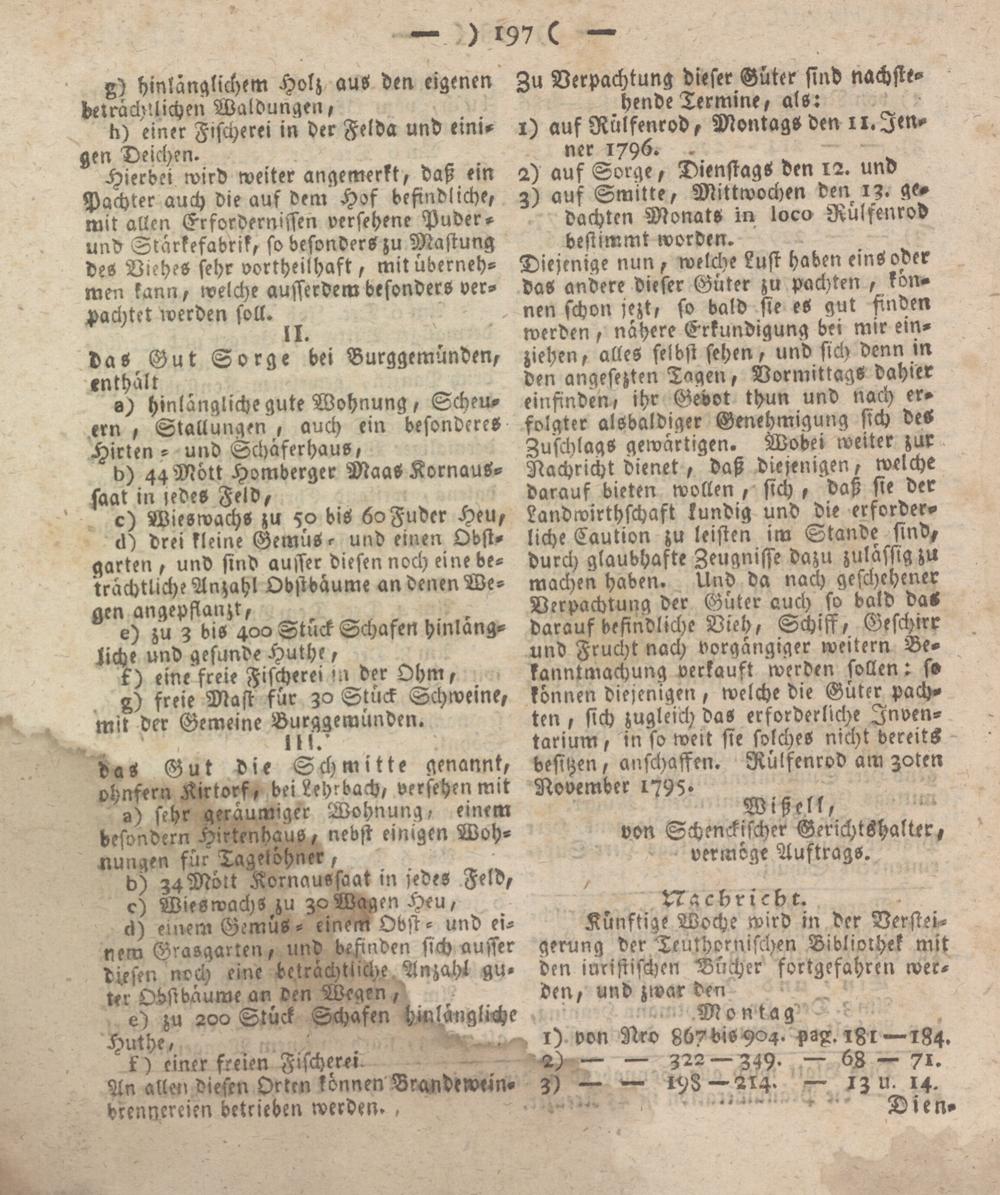 — ) 197 ( —
g) hinlänglichem Holz aus den eigenen
beträchtlichen Waldungen,
h) einer Fischerei in der Felda und eini-
gen Deichen.
Hierbei wird weiter angemerkt, daß ein
Pachter auch die auf dem Hof befindliche,
mit allen Erfordernissen versehene Puder-
und Stärkefabrik, so besonders zu Mastung
des Viehes sehr vortheilhaft, mit überneh-
men kann, welche ausserdem besonders ver-
pachtet werden soll.
II.
das Gut Sorge bei Burggemünden,
enthält
a) hinlängliche gute Wohnung, Scheu-
ern, Stallungen, auch ein besonderes
Hirten- und Schäferhaus,
b) 44 Mött Homberger Maas Kornaus-
saat in jedes Feld,
c) Wieswachs zu 50 bis 60 Fuder Heu,
d) drei kleine Gemüs- und einen Obst-
garten, und sind ausser diesen noch eine be-
trächtliche Anzahl Obstbäume an denen We-
gen angepflanzt,
e) zu 3 bis 400 Stück Schafen hinläng-
liche und gesunde Huthe,
f) eine freie Fischerei in der Ohm,
g) freie Mast für 30 Stück Schweine,
mit der Gemeine Burggemünden.
III.
das Gut die Schmitte genannt,
ohnfern Kirtorf, bei Lehrbach, versehen mit
a) sehr geräumiger Wohnung, einem
besondern Hirtenhaus, nebst einigen Woh-
nungen für Tagelöhner,
b) 34 Mött Kornaussaat in jedes Feld,
c) Wieswachs zu 30 Wagen Heu,
d) einem Gemüs- einem Obst- und ei-
nem Grasgarten, und befinden sich ausser
diesen noch eine beträchtliche Anzahl gu-
ter Obstbäume an den Wegen,
e) zu 200 Stück Schafen hinlängliche
Huthe,
f) einer freien Fischerei.
An allen diesen Orten können Brandewein-
brennereien betrieben werden.
Zu Verpachtung dieser Güter sind nachste-
hende Termine, als:
1) auf Rülfenrod, Montags den 11. Jen-
ner 1796.
2) auf Sorge, Dienstags den 12. und
3) auf Smitte, Mittwochen den 13. ge-
dachten Monats in loco Rülfenrod
bestimmt worden.
Diejenige nun, welche Lust haben eins oder
das andere dieser Güter zu pachten, kön-
nen schon jezt, so bald sie es gut finden
werden, nähere Erkundigung bei mir ein-
ziehen, alles selbst sehen, und sich denn in
den angesezten Tagen, Vormittags dahier
einfinden, ihr Gebot thun und nach er-
folgter alsbaldiger Genehmigung sich des
Zuschlags gewärtigen. Wobei weiter zur
Nachricht dienet, daß diejenigen, welche
darauf bieten wollen, sich, daß sie der
Landwirthschaft kundig und die erforder-
liche Caution zu leisten im Stande sind,
durch glaubhafte Zeugnisse dazu zulässig zu
machen haben. Und da nach geschehener
Verpachtung der Güter auch so bald das
darauf befindliche Vieh, Schiff, Geschirr
und Frucht nach vorgängiger weitern Be-
kanntmachung verkauft werden sollen: so
können diejenigen, welche die Güter pach-
ten, sich zugleich das erforderliche Inven-
tarium, in so weit sie solches nicht bereits
besitzen, anschaffen. Rülfenrod am 30ten
November 1795.
Wißell,
von Schenckischer Gerichtshalter,
vermöge Auftrags.
Nachricht.
Künftige Woche wird in der Verstei-
gerung der Teuthornischen Bibliothek mit
den iuristischen Bücher fortgefahren wer-
den, und zwar den
Montag
1) von Nro 867 bis 904. pag. 181—184.
2) — — 322—349. — 68 — 71.
3) — — 198—214. — 13 u. 14.
Dien-